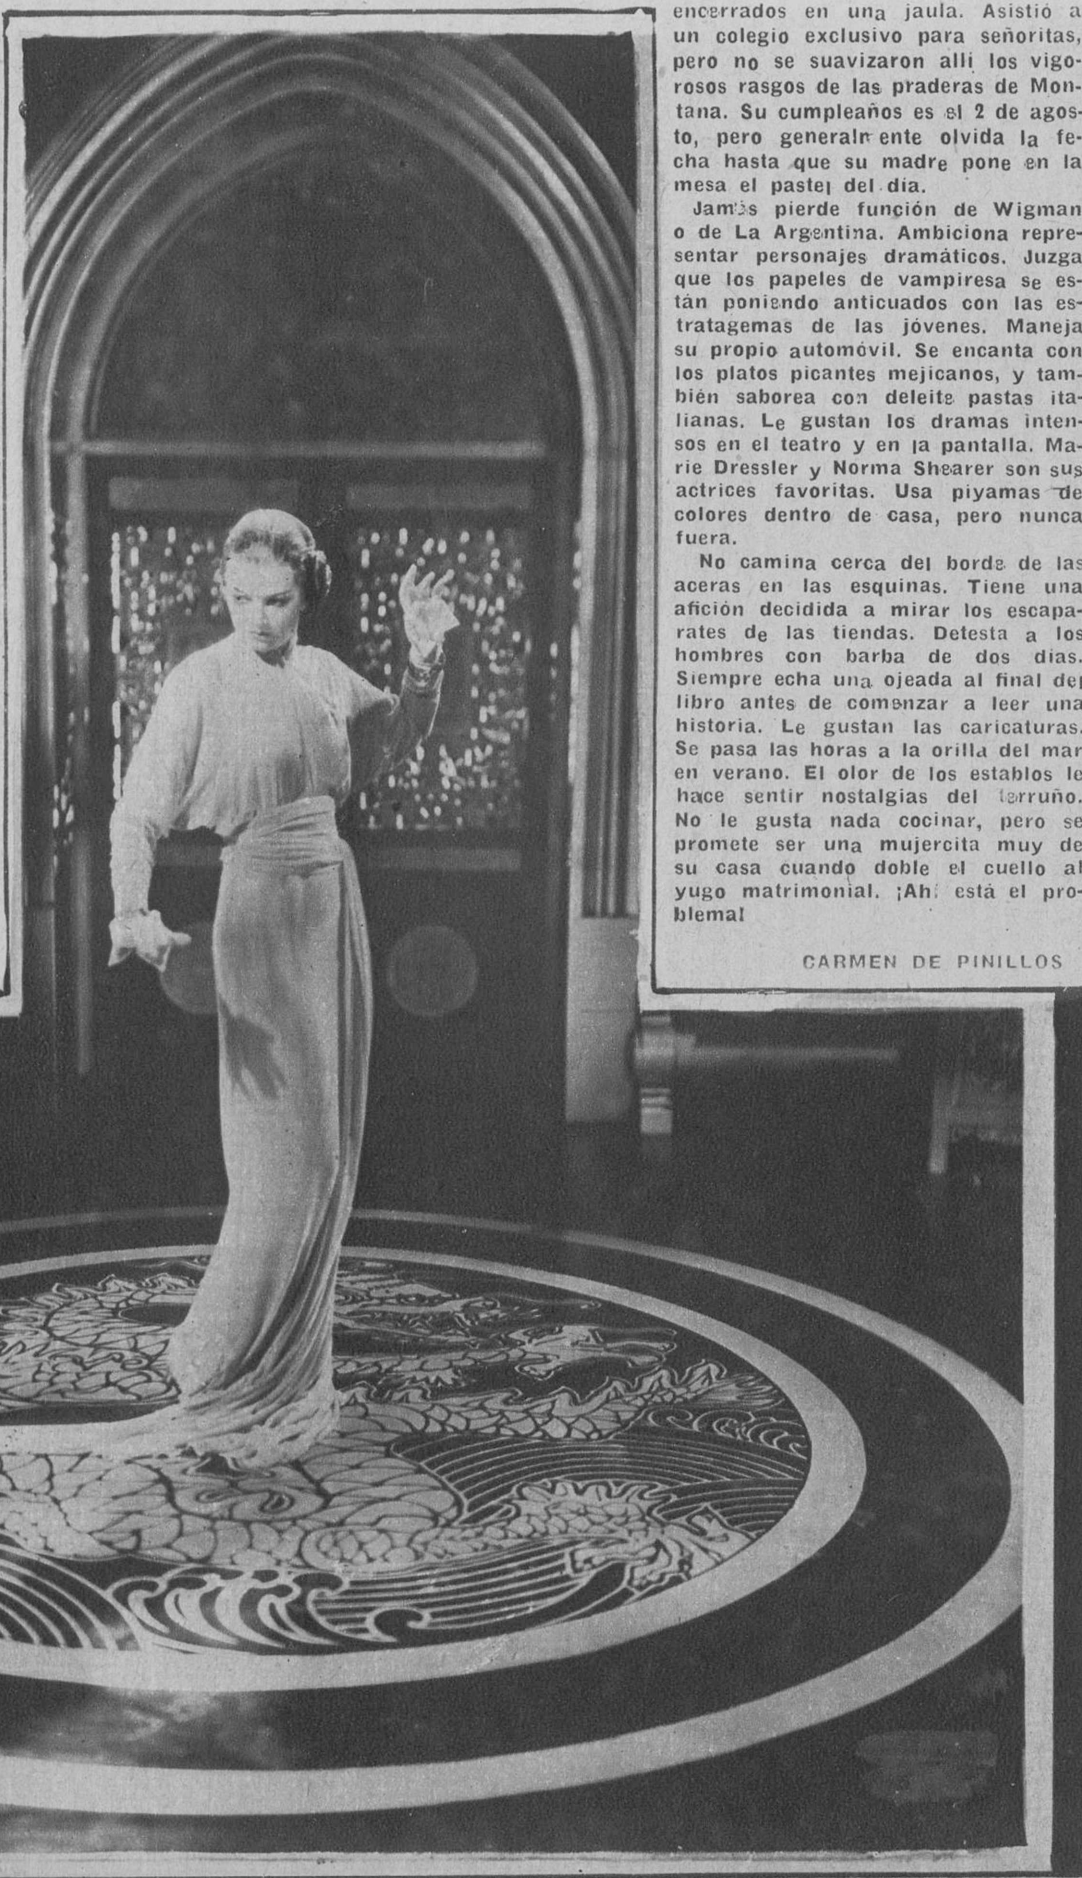 encerrados en una jaula. Asistió a
un colegio exclusivo para señoritas,
pero no se suavizaron allí los vigo-
rosos rasgos de las praderas de Mon-
tana. Su cumpleaños es el 2 de agos-
to, pero generalmente olvida la fe-
cha hasta que su madre pone en la
mesa el pastel del día.
Jamás pierde función de Wigman
o de La Argentina. Ambiciona repre-
sentar personajes dramáticos. Juzga
que los papeles de vampiresa se es-
tán poniendo anticuados con las es-
tratagemas de las jóvenes. Maneja
su propio automóvil. Se encanta con
los platos picantes mejicanos, y tam-
bién saborea con deleite pastas ita-
lianas. Le gustan los dramas inten-
sos en el teatro y en la pantalla. Ma-
rie Dressler y Norma Shearer son sus
actrices favoritas. Usa piyamas de
colores dentro de casa, pero nunca
fuera.
No camina cerca del borde de las
aceras en las esquinas. Tiene una
afición decidida a mirar los escapa-
rates de las tiendas. Detesta a los
hombres con barba de dos días.
Siempre echa una ojeada al final del
libro antes de comenzar a leer una
historia. Le gustan las caricaturas.
Se pasa las horas a la orilla del mar
en verano. El olor de los establos le
hace sentir nostalgias del terruño.
No le gusta nada cocinar, pero se
promete ser una mujercita muy de
su casa cuando doble el cuello al
yugo matrimonial. ¡Ahí está el pro-
blema!
CARMEN DE PINILLOS